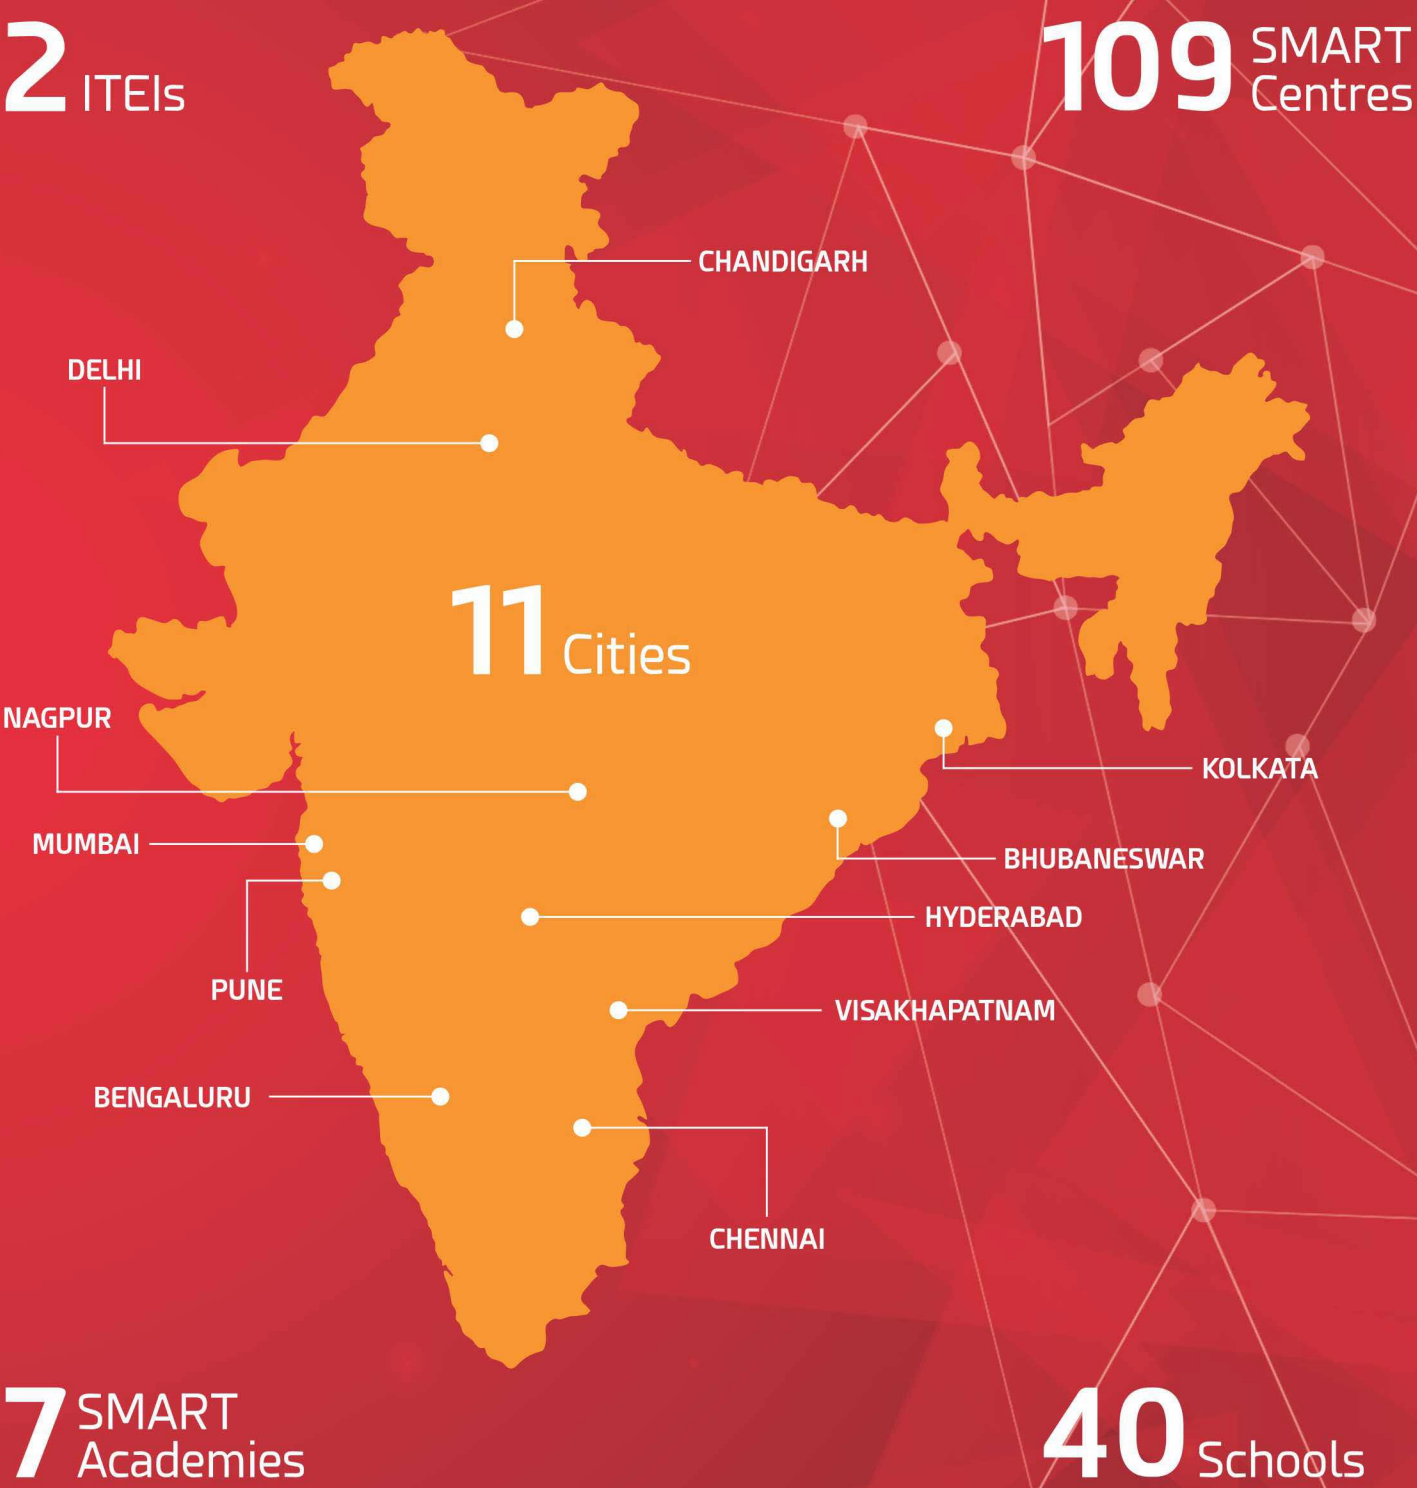 2 ITEIs
109 SMART
Centres
CHANDIGARH
DELHI
11 Cities
NAGPUR
KOLKATA
MUMBAI
BHUBANESWAR
HYDERABAD
PUNE
VISAKHAPATNAM
BENGALURU
CHENNAI
7 SMART
Academies
40 Schools